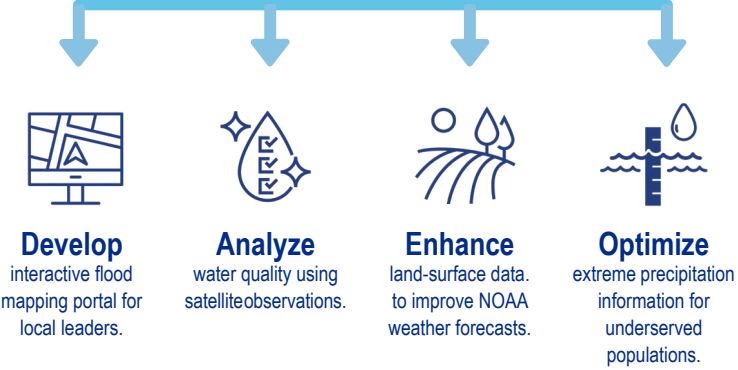 Develop
interactive flood
mapping portal for
local leaders.
Analyze
water quality using
satelliteobservations.
Enhance
land-surface data.
to improve NOAA
weather forecasts.
Optimize
extreme precipitation
information for
underserved
populations.